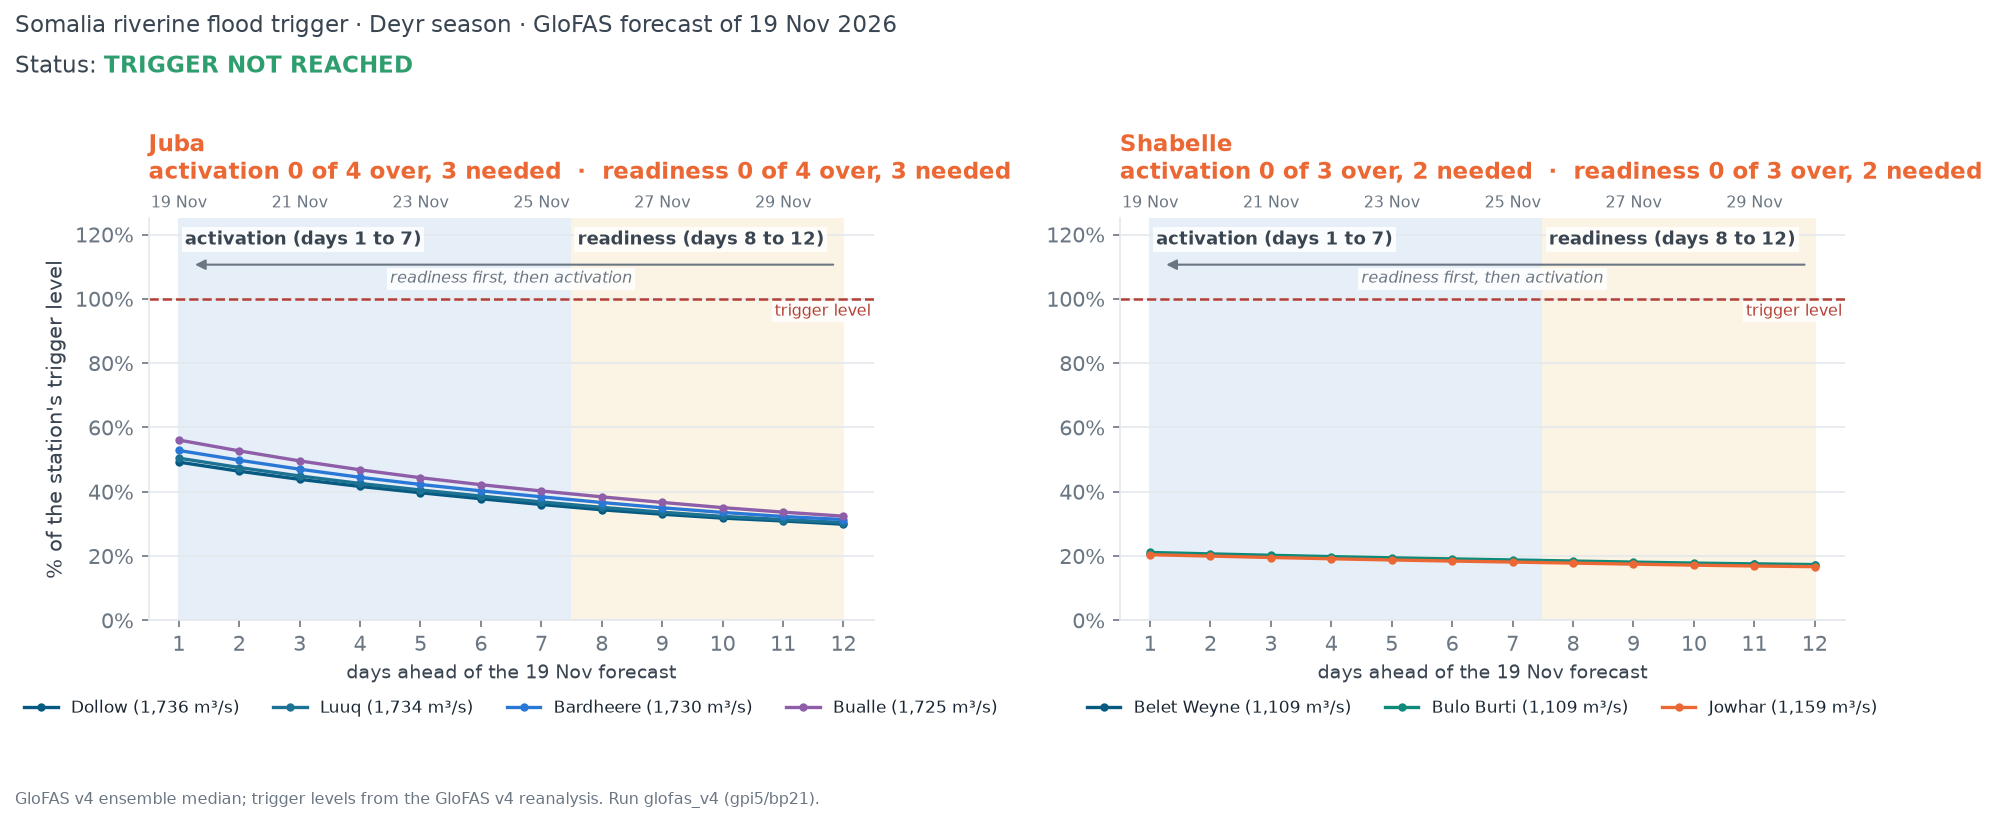 Somalia riverine flood trigger · Deyr season · GloFAS forecast of 19 Nov 2026
Status: TRIGGER NOT REACHED
Juba
activation 0 of 4 over, 3 needed · readiness 0 of 4 over, 3 needed
19 Nov 21 Nov 23 Nov 25 Nov 27 Nov 29 Nov
120%
activation (days 1 to 7) readiness (days 8 to 12)
readiness first, then activation
100%
trigger level
80%
60%
40%
20%
0%
% of the station's trigger level
1 2 3 4 5 6 7 8 9 10 11 12
days ahead of the 19 Nov forecast
Dollow (1,736 m³/s) Luuq (1,734 m³/s) Bardheere (1,730 m³/s) Bualle (1,725 m³/s)
Shabelle
activation 0 of 3 over, 2 needed · readiness 0 of 3 over, 2 needed
19 Nov 21 Nov 23 Nov 25 Nov 27 Nov 29 Nov
120%
activation (days 1 to 7) readiness (days 8 to 12)
readiness first, then activation
100%
trigger level
80%
60%
40%
20%
0%
1 2 3 4 5 6 7 8 9 10 11 12
days ahead of the 19 Nov forecast
Belet Weyne (1,109 m³/s) Bulo Burti (1,109 m³/s) Jowhar (1,159 m³/s)
GloFAS v4 ensemble median; trigger levels from the GloFAS v4 reanalysis. Run glofas_v4 (gpi5/bp21).